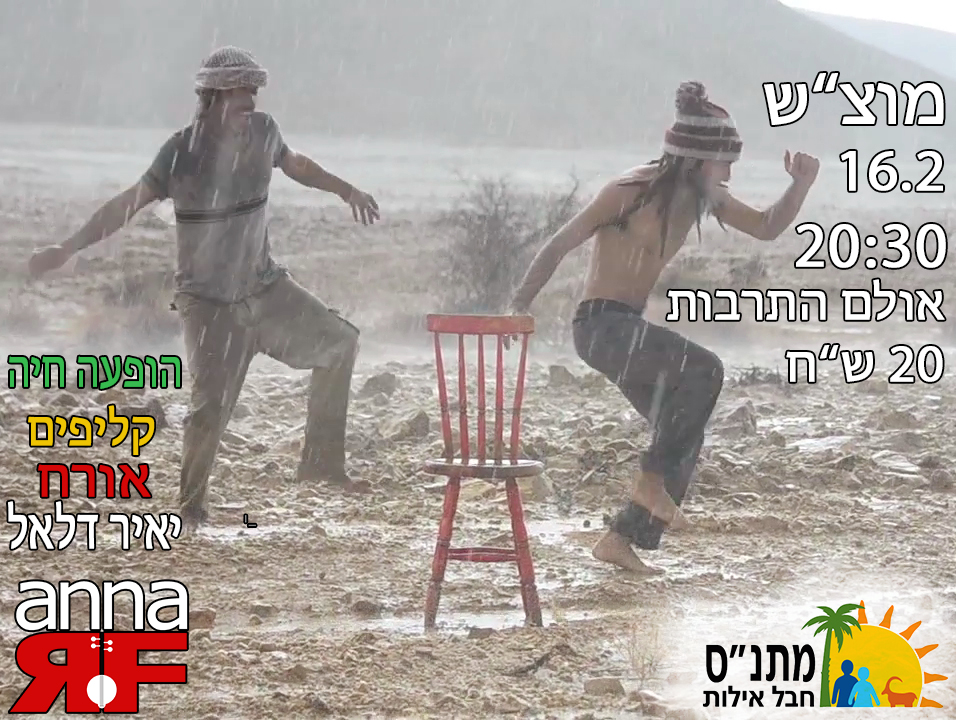 מוצ“ש
16.2
20:30
אולם התרבות
20 ש“ח
הופעה חיה
קליפים
אורח
יאיר דלאל
anna
RF
מתנ”ס
חבל אילות